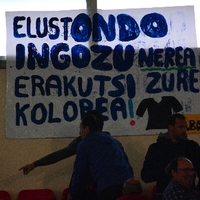 ELUSTONDO
INGOZU NEREA
ERAKUTSI ZURE
KOLOREA!